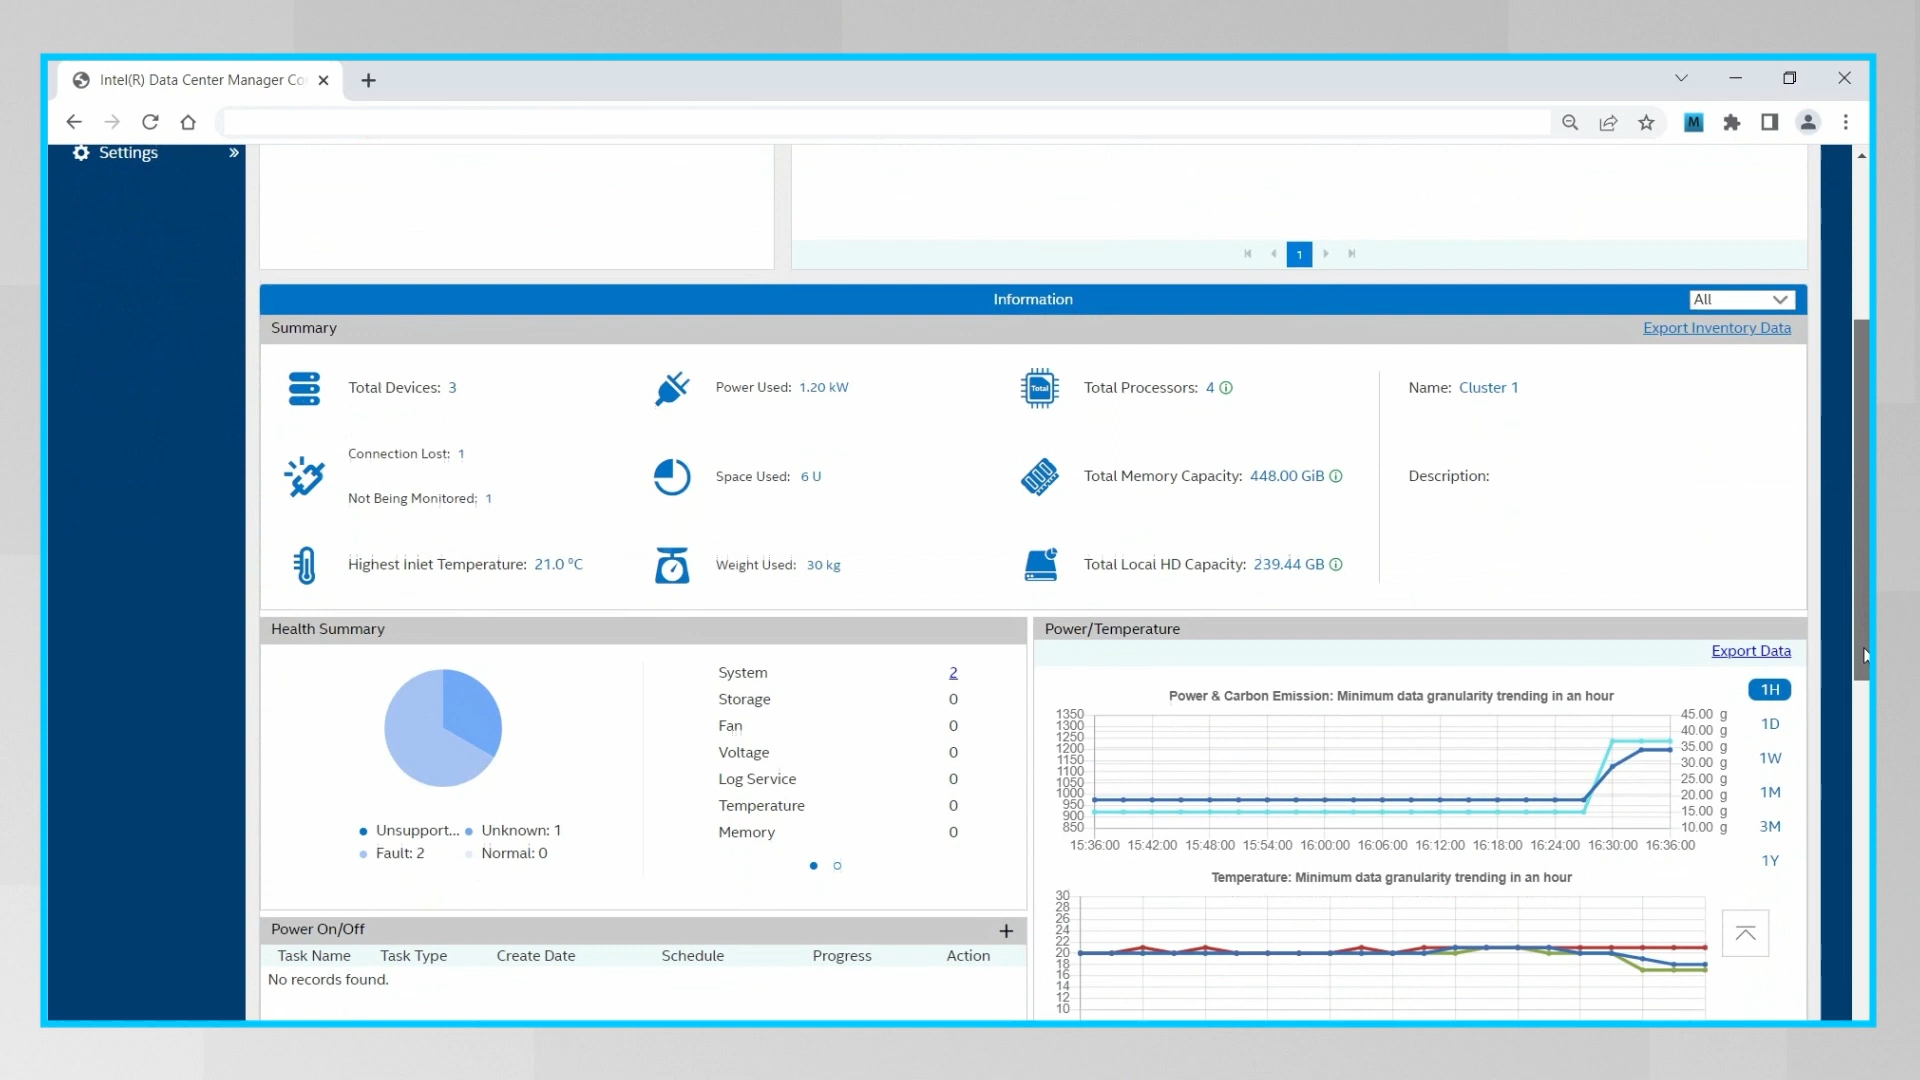 Intel(R) Data Center Manager Co
M
Settings »
1
Information
All
Summary
Export Inventory Data
Total Devices: 3
Power Used: 1.20 kW
Total
Total Processors: 4
Name: Cluster 1
Connection Lost: 1
Not Being Monitored: 1
Space Used: 6 U
Total Memory Capacity: 448.00 GiB
Description:
Highest Inlet Temperature: 21.0 °C
Weight Used: 30 kg
Total Local HD Capacity: 239.44 GB
Health Summary
System 2
Storage 0
Fan 0
Voltage 0
Log Service 0
Temperature 0
Memory 0
Unsupport... Unknown: 1
Fault: 2 Normal: 0
Power/Temperature
Export Data
Power & Carbon Emission: Minimum data granularity trending in an hour
1350
1300
1250
1200
1150
1100
1050
1000
950
900
850
45.00 g
40.00 g
35.00 g
30.00 g
25.00 g
20.00 g
15.00 g
10.00 g
15:36:00 15:42:00 15:48:00 15:54:00 16:00:00 16:06:00 16:12:00 16:18:00 16:24:00 16:30:00 16:36:00
1H
1D
1W
1M
3M
1Y
Temperature: Minimum data granularity trending in an hour
30
28
26
24
22
20
18
16
14
12
10
Power On/Off +
Task Name Task Type Create Date Schedule Progress Action
No records found.